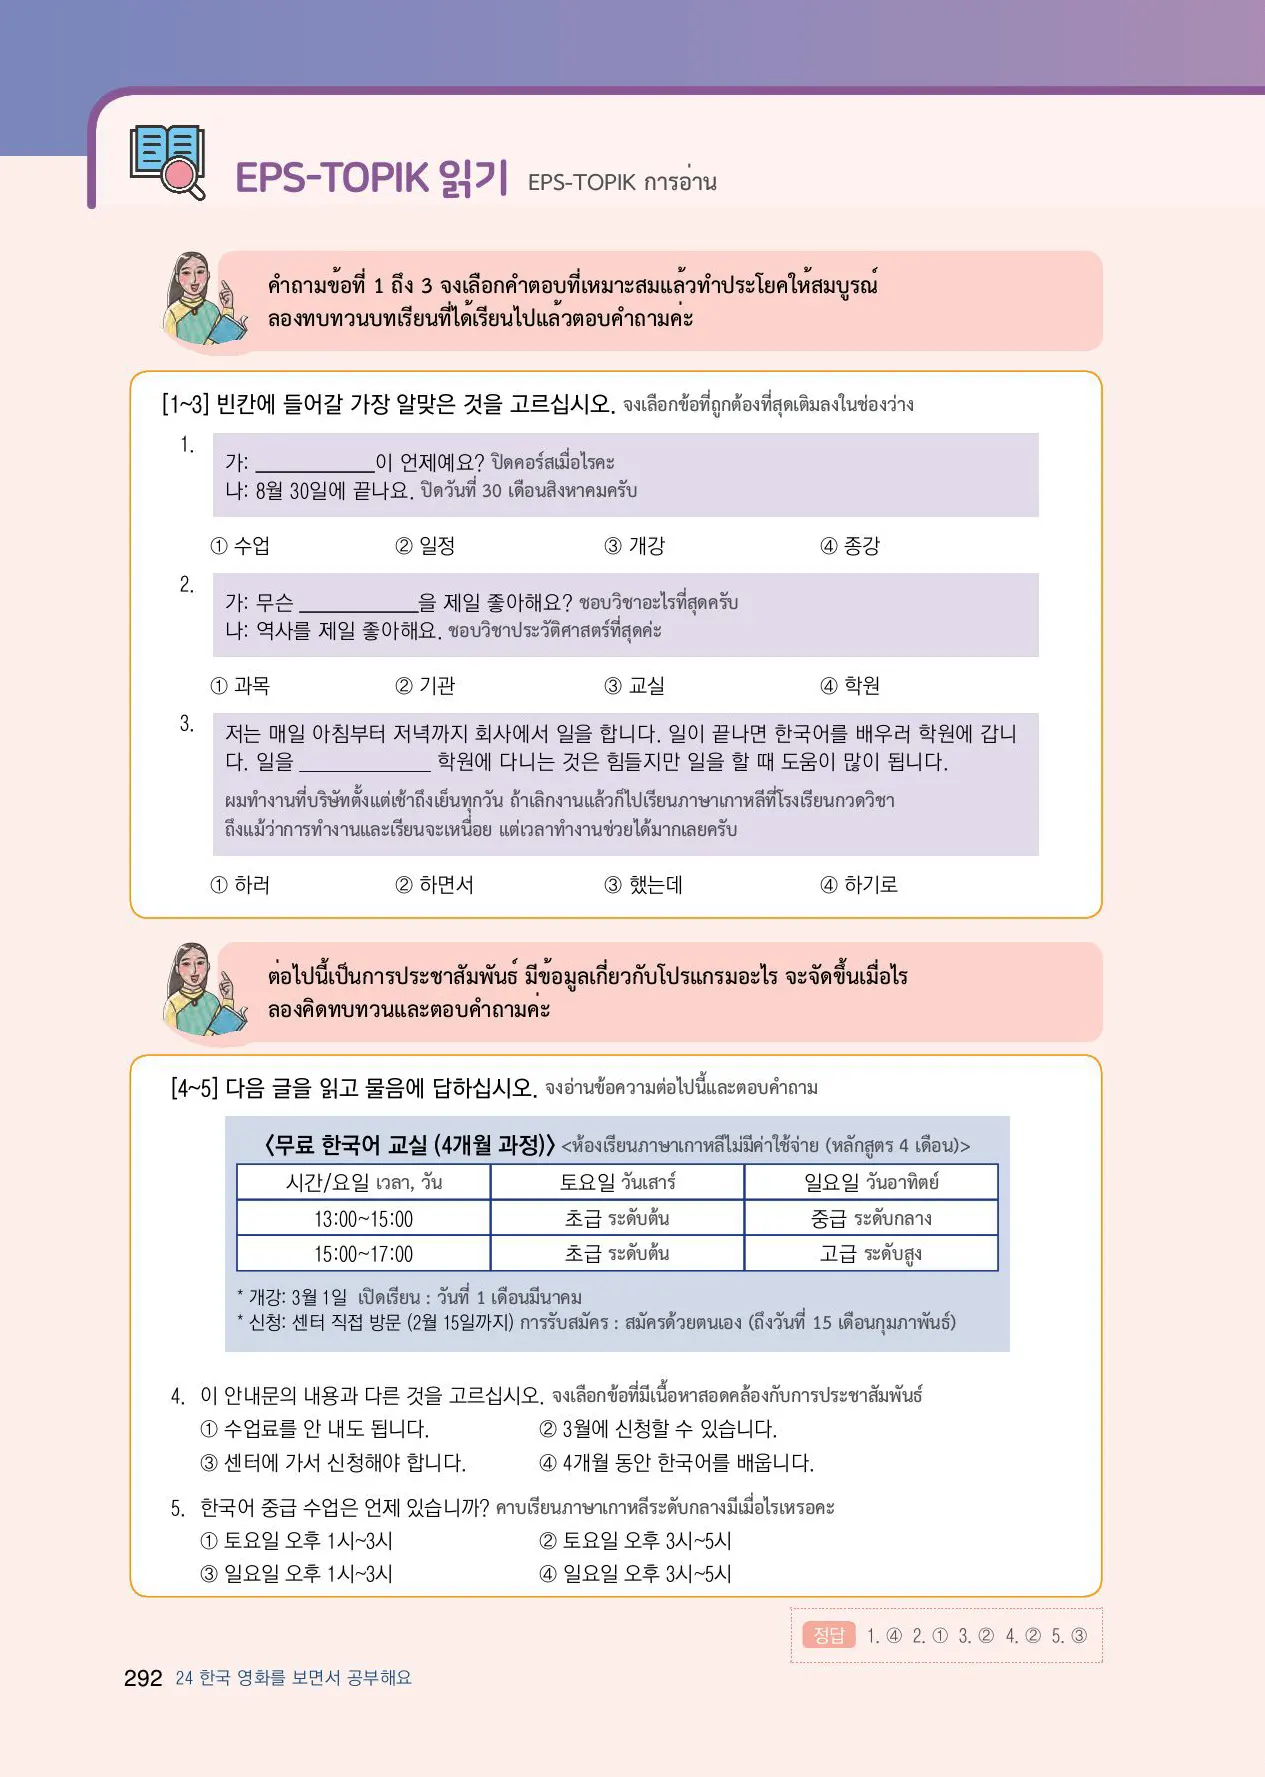 EPS-TOPIK 읽기 EPS-TOPIK การอ่าน
คำถามข้อที่ 1 ถึง 3 จงเลือกคำตอบที่เหมาะสมแล้วทำประโยคให้สมบูรณ์
ลองทบทวนบทเรียนที่ได้เรียนไปแล้วตอบคำถามค่ะ
[1~3] 빈칸에 들어갈 가장 알맞은 것을 고르십시오. จงเลือกข้อที่ถูกต้องที่สุดเติมลงในช่องว่าง
1.
가: ____________이 언제예요? ปิดคอร์สเมื่อไรคะ
나: 8월 30일에 끝나요. ปิดวันที่ 30 เดือนสิงหาคมครับ
① 수업 ② 일정 ③ 개강 ④ 종강
2.
가: 무슨 ____________을 제일 좋아해요? ชอบวิชาอะไรที่สุดครับ
나: 역사를 제일 좋아해요. ชอบวิชาประวัติศาสตร์ที่สุดค่ะ
① 과목 ② 기관 ③ 교실 ④ 학원
3.
저는 매일 아침부터 저녁까지 회사에서 일을 합니다. 일이 끝나면 한국어를 배우러 학원에 갑니
다. 일을 ____________ 학원에 다니는 것은 힘들지만 일을 할 때 도움이 많이 됩니다.
ผมทำงานที่บริษัทตั้งแต่เช้าถึงเย็นทุกวัน ถ้าเลิกงานแล้วก็ไปเรียนภาษาเกาหลีที่โรงเรียนกวดวิชา
ถึงแม้ว่าการทำงานและเรียนจะเหนื่อย แต่เวลาทำงานช่วยได้มากเลยครับ
① 하러 ② 하면서 ③ 했는데 ④ 하기로
ต่อไปนี้เป็นการประชาสัมพันธ์ มีข้อมูลเกี่ยวกับโปรแกรมอะไร จะจัดขึ้นเมื่อไร
ลองคิดทบทวนและตอบคำถามค่ะ
[4~5] 다음 글을 읽고 물음에 답하십시오. จงอ่านข้อความต่อไปนี้และตอบคำถาม
〈무료 한국어 교실 (4개월 과정)〉 <ห้องเรียนภาษาเกาหลีไม่มีค่าใช้จ่าย (หลักสูตร 4 เดือน)>
시간/요일 เวลา, วัน 토요일 วันเสาร์ 일요일 วันอาทิตย์
13:00~15:00 초급 ระดับต้น 중급 ระดับกลาง
15:00~17:00 초급 ระดับต้น 고급 ระดับสูง
* 개강: 3월 1일 เปิดเรียน : วันที่ 1 เดือนมีนาคม
* 신청: 센터 직접 방문 (2월 15일까지) การรับสมัคร : สมัครด้วยตนเอง (ถึงวันที่ 15 เดือนกุมภาพันธ์)
4. 이 안내문의 내용과 다른 것을 고르십시오. จงเลือกข้อที่มีเนื้อหาสอดคล้องกับการประชาสัมพันธ์
① 수업료를 안 내도 됩니다. ② 3월에 신청할 수 있습니다.
③ 센터에 가서 신청해야 합니다. ④ 4개월 동안 한국어를 배웁니다.
5. 한국어 중급 수업은 언제 있습니까? คาบเรียนภาษาเกาหลีระดับกลางมีเมื่อไรเหรอคะ
① 토요일 오후 1시~3시 ② 토요일 오후 3시~5시
③ 일요일 오후 1시~3시 ④ 일요일 오후 3시~5시
정답 1. ④ 2. ① 3. ② 4. ② 5. ③
292 24 한국 영화를 보면서 공부해요